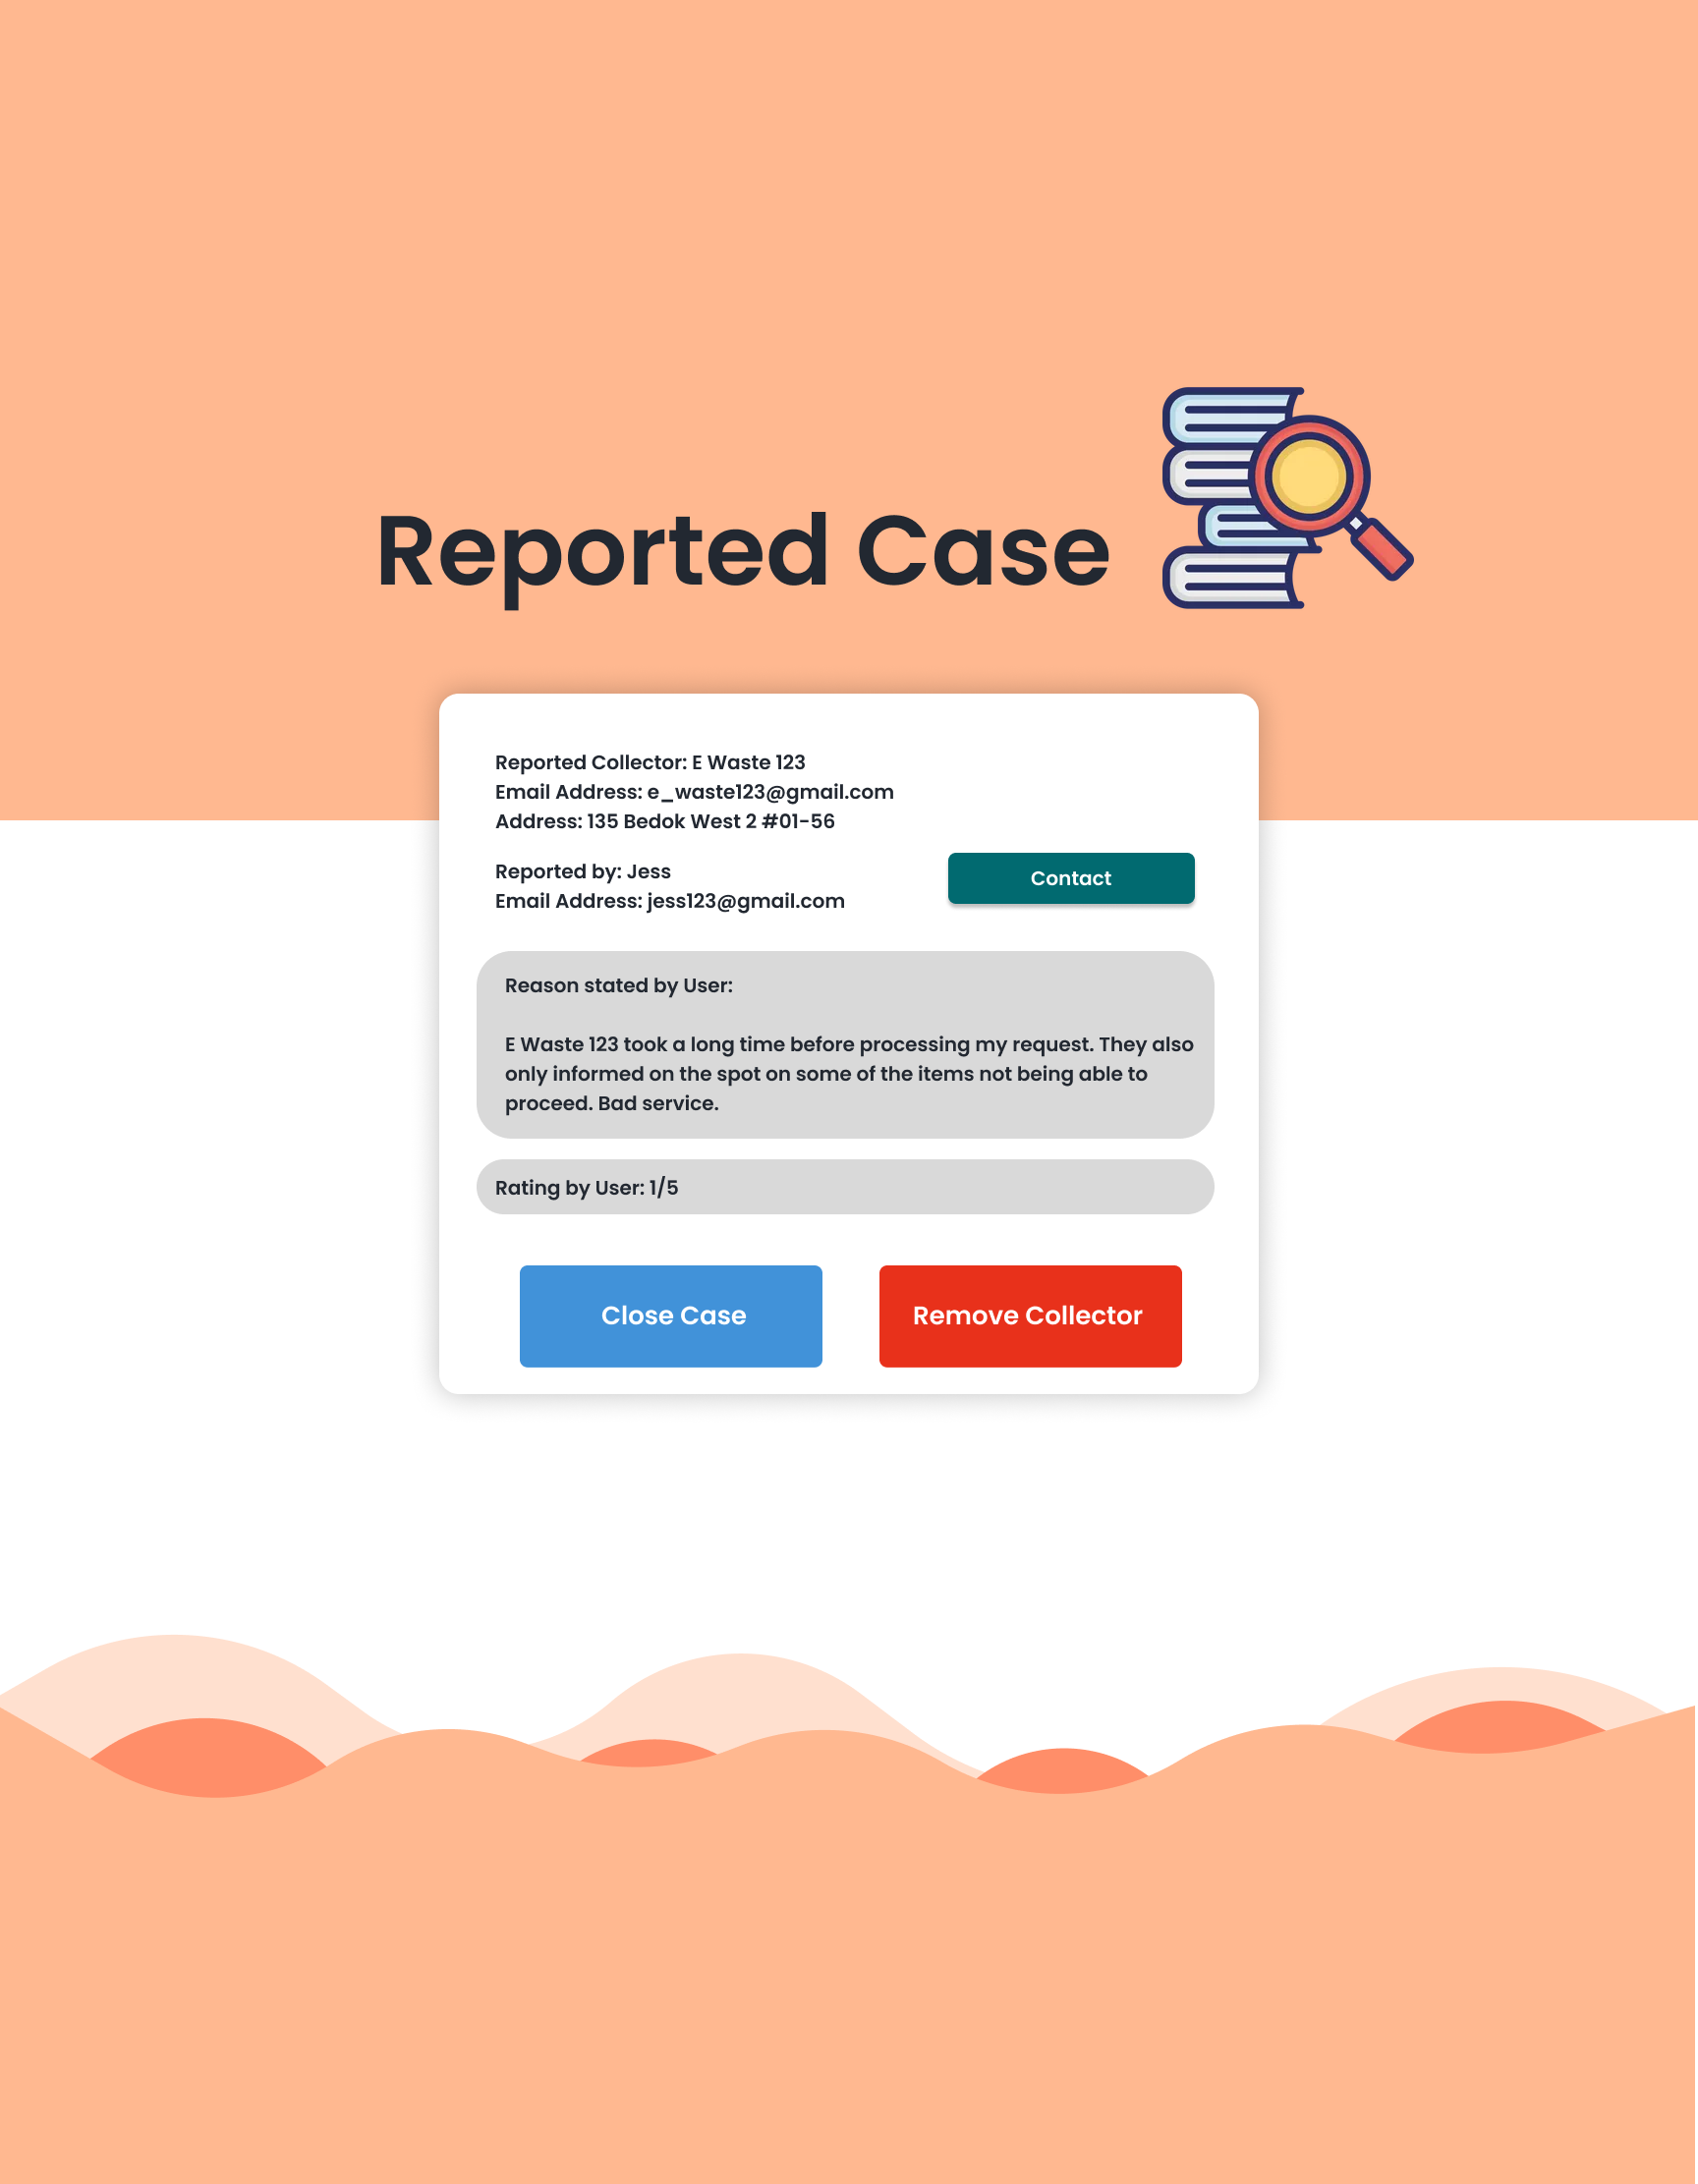 Reported Case
Reported Collector: E Waste 123
Email Address: e_waste123@gmail.com
Address: 135 Bedok West 2 #01-56
Reported by: Jess
Email Address: jess123@gmail.com
Contact
Reason stated by User:
E Waste 123 took a long time before processing my request. They also
only informed on the spot on some of the items not being able to
proceed. Bad service.
Rating by User: 1/5
Close Case
Remove Collector